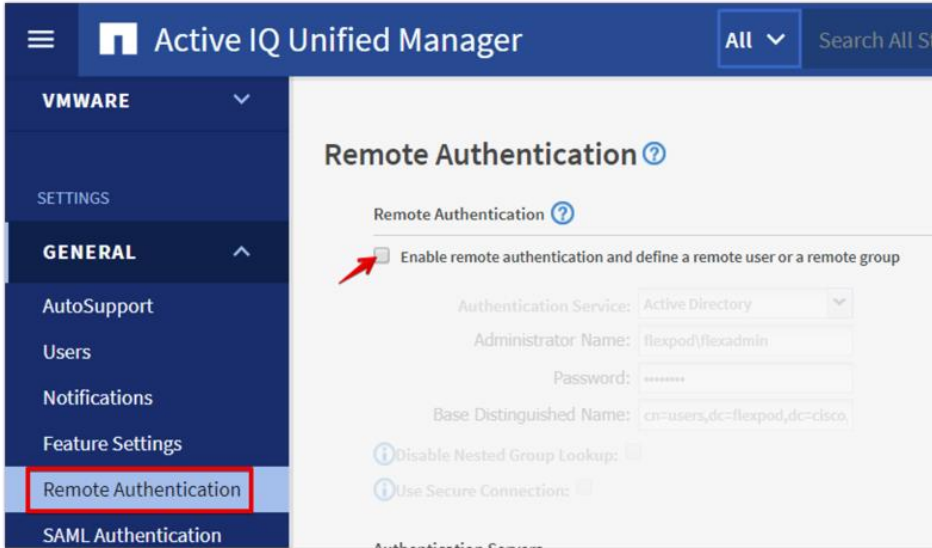 Active IQ Unified Manager
All
Search All St
VMWARE
SETTINGS
GENERAL
AutoSupport
Users
Notifications
Feature Settings
Remote Authentication
SAML Authentication
Remote Authentication ?
Remote Authentication ?
Enable remote authentication and define a remote user or a remote group
Authentication Service: Active Directory
Administrator Name: flexpod\flexadmin
Password: ••••••••
Base Distinguished Name: cn=users,dc=flexpod,dc=cisco,
Disable Nested Group Lookup:
Use Secure Connection:
Authentication Servers